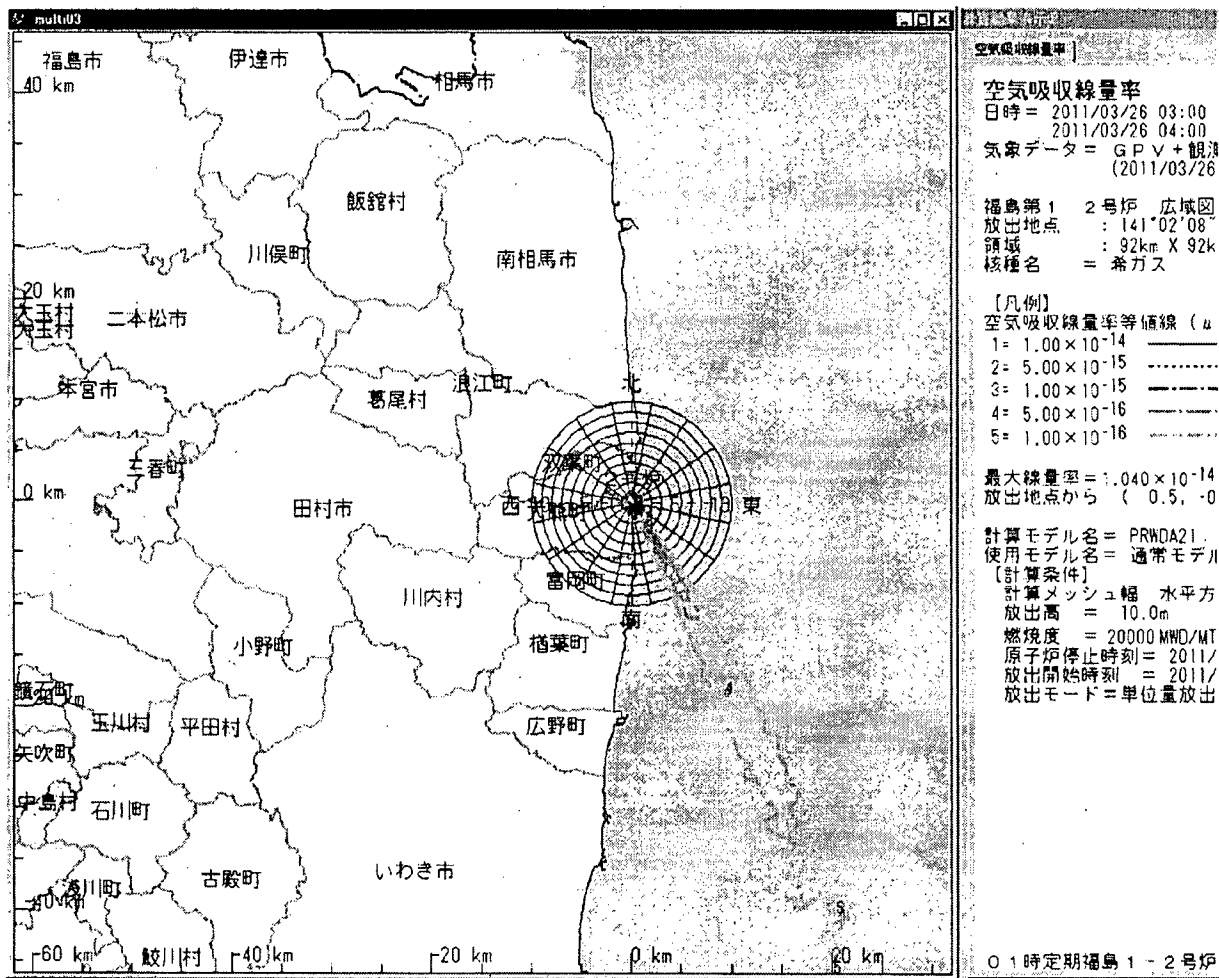 multi03
福島市
伊達市
相馬市
40 km
飯舘村
川俣町
南相馬市
20 km
大玉村
大玉村
二本松市
本宮市
浪江町
北
葛尾村
三春町
双葉町
0 km
田村市
西
10
東
富岡町
川内村
南
小野町
楢葉町
鏡石町
4
玉川村
平田村
広野町
矢吹町
中島村
石川町
いわき市
古殿町
浅川町
-40 km
5
鮫川村
-60 km
-40 km
-20 km
0 km
20 km
空気吸収線量率
空気吸収線量率
日時= 2011/03/26 03:00
2011/03/26 04:00
気象データ= GPV+観測
(2011/03/26
福島第1 2号炉 広域図
放出地点 : 141°02'08"
領域 : 92km X 92k
核種名 = 希ガス
【凡例】
空気吸収線量率等値線 (μ
1= 1.00×10-14
2= 5.00×10-15
3= 1.00×10-15
4= 5.00×10-16
5= 1.00×10-16
最大線量率=1.040×10-14
放出地点から ( 0.5, -0
計算モデル名= PRWDA21.
使用モデル名= 通常モデル
【計算条件】
計算メッシュ幅 水平方
放出高 = 10.0m
燃焼度 = 20000MWD/MT
原子炉停止時刻= 2011/
放出開始時刻 = 2011/
放出モード=単位量放出
01時定期福島1-2号炉